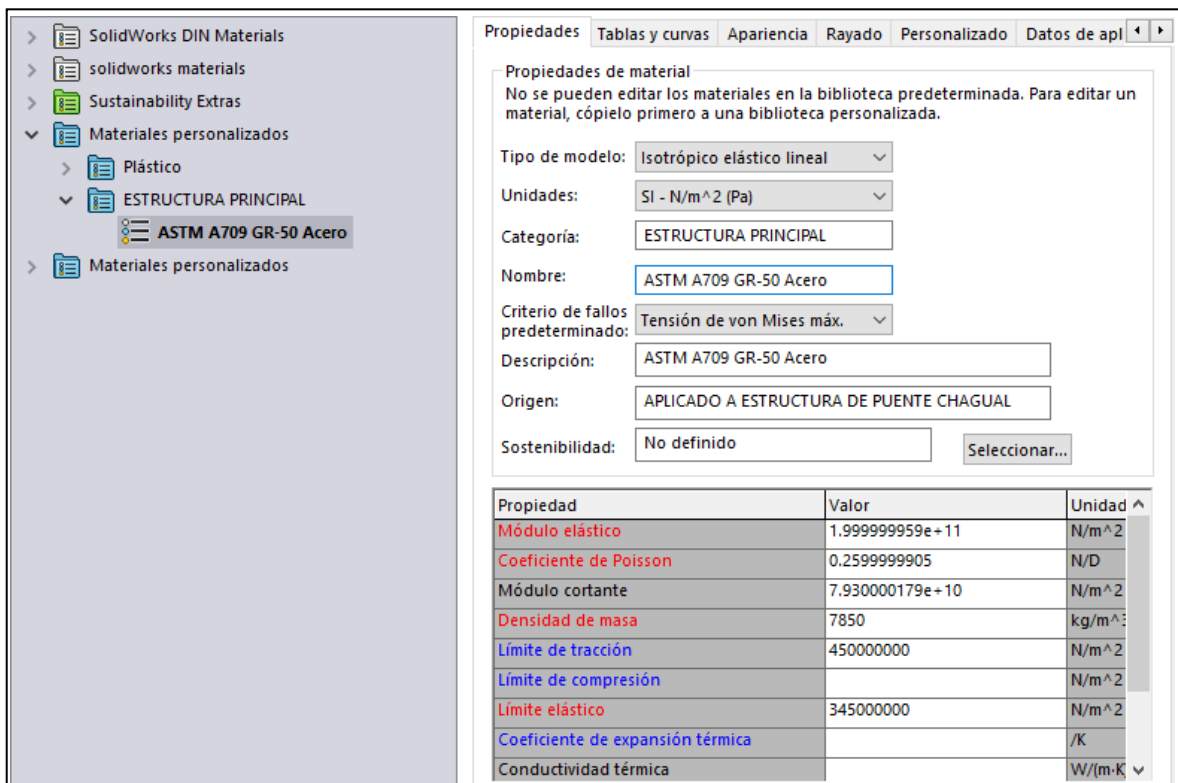 SolidWorks DIN Materials
solidworks materials
Sustainability Extras
Materiales personalizados
Plástico
ESTRUCTURA PRINCIPAL
ASTM A709 GR-50 Acero
Materiales personalizados
Propiedades Tablas y curvas Apariencia Rayado Personalizado Datos de apl
Propiedades de material
No se pueden editar los materiales en la biblioteca predeterminada. Para editar un
material, cópielo primero a una biblioteca personalizada.
Tipo de modelo: Isotrópico elástico lineal
Unidades: SI - N/m^2 (Pa)
Categoría: ESTRUCTURA PRINCIPAL
Nombre: ASTM A709 GR-50 Acero
Criterio de fallos
predeterminado: Tensión de von Mises máx.
Descripción: ASTM A709 GR-50 Acero
Origen: APLICADO A ESTRUCTURA DE PUENTE CHAGUAL
Sostenibilidad: No definido Seleccionar...
Propiedad Valor Unidad
Módulo elástico 1.999999959e+11 N/m^2
Coeficiente de Poisson 0.2599999905 N/D
Módulo cortante 7.930000179e+10 N/m^2
Densidad de masa 7850 kg/m^3
Límite de tracción 450000000 N/m^2
Límite de compresión N/m^2
Límite elástico 345000000 N/m^2
Coeficiente de expansión térmica /K
Conductividad térmica W/(m·K)